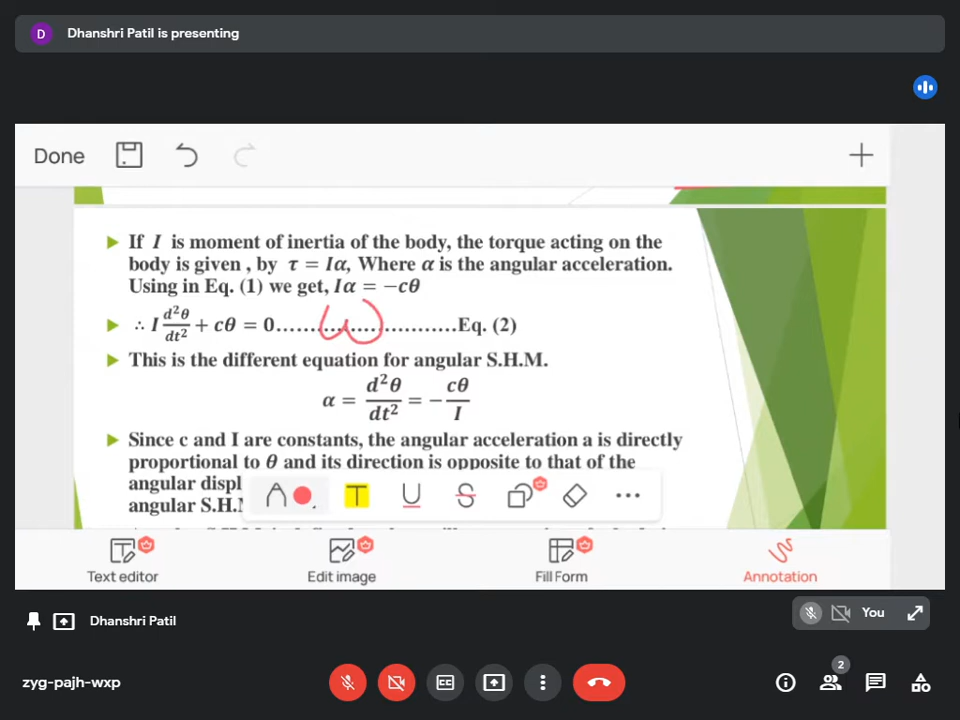 D Dhanshri Patil is presenting
Done
If I is moment of inertia of the body, the torque acting on the
body is given , by τ = Iα, Where α is the angular acceleration.
Using in Eq. (1) we get, Iα = −cθ
∴ I d²θ/dt² + cθ = 0.............................Eq. (2)
This is the different equation for angular S.H.M.
α = d²θ/dt² = − cθ/I
Since c and I are constants, the angular acceleration a is directly
proportional to θ and its direction is opposite to that of the
angular displ
angular S.H.M
T U S
Text editor Edit image Fill Form Annotation
Dhanshri Patil You
2
zyg-pajh-wxp CC